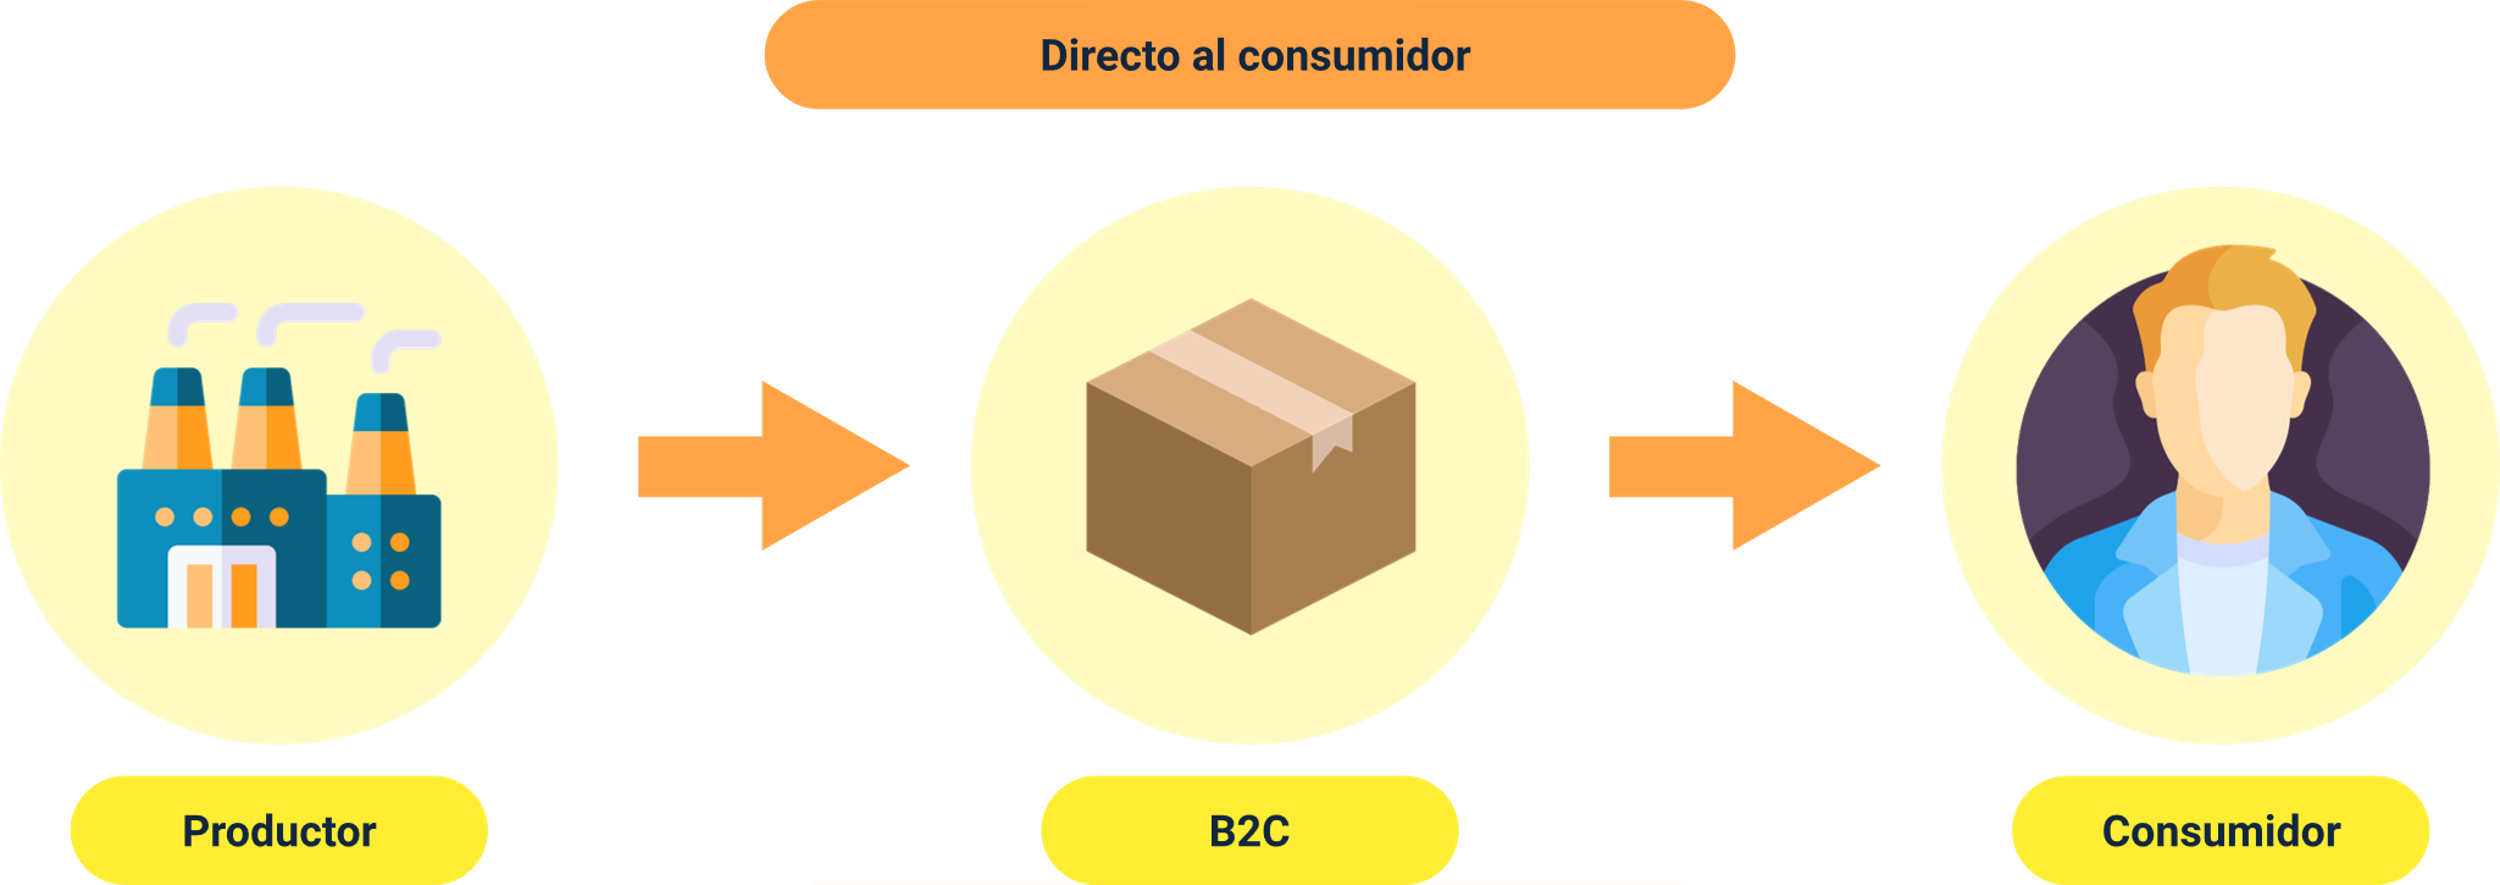 Directo al consumidor
Productor
B2C
Consumidor